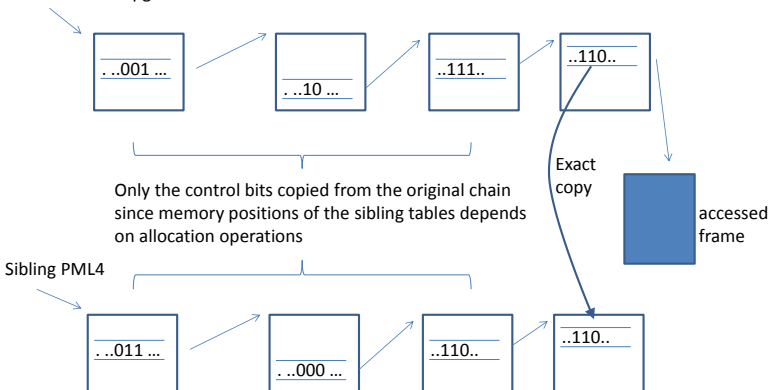 . ..001 ...
. ..10 ...
..111..
..110..
Exact
copy
Only the control bits copied from the original chain
since memory positions of the sibling tables depends
on allocation operations
accessed
frame
Sibling PML4
. ..011 ...
. ..000 ...
..110..
..110..